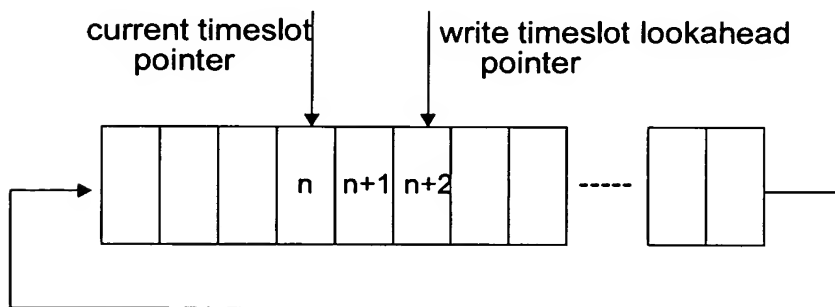 current timeslot
pointer
write timeslot lookahead
pointer
n
n+1
n+2
-----